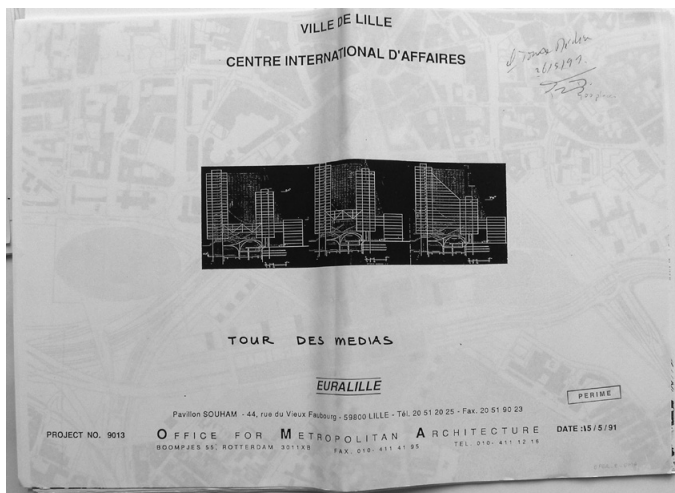 VILLE DE LILLE
CENTRE INTERNATIONAL D'AFFAIRES
TOUR DES MEDIAS
EURALILLE
PERIME
Pavillon SOUHAM - 44, rue du Vieux Faubourg - 59800 LILLE - Tél. 20 51 20 25 - Fax. 20 51 90 23
PROJECT NO. 9013
OFFICE FOR METROPOLITAN ARCHITECTURE
DATE :15/5/91
BOOMPJES 55, ROTTERDAM 3011XB FAX. 010- 411 41 95 TEL. 010- 411 12 16